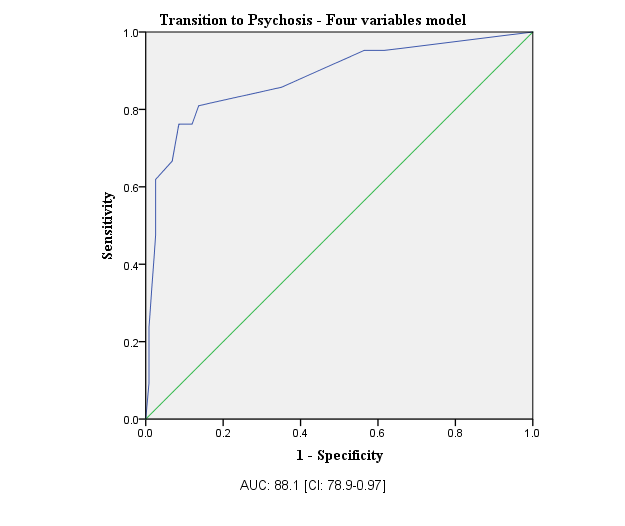 Transition to Psychosis - Four variables model
1.0
0.8
0.6
0.4
0.2
0.0
Sensitivity
0.0 0.2 0.4 0.6 0.8 1.0
1 - Specificity
AUC: 88.1 [CI: 78.9-0.97]